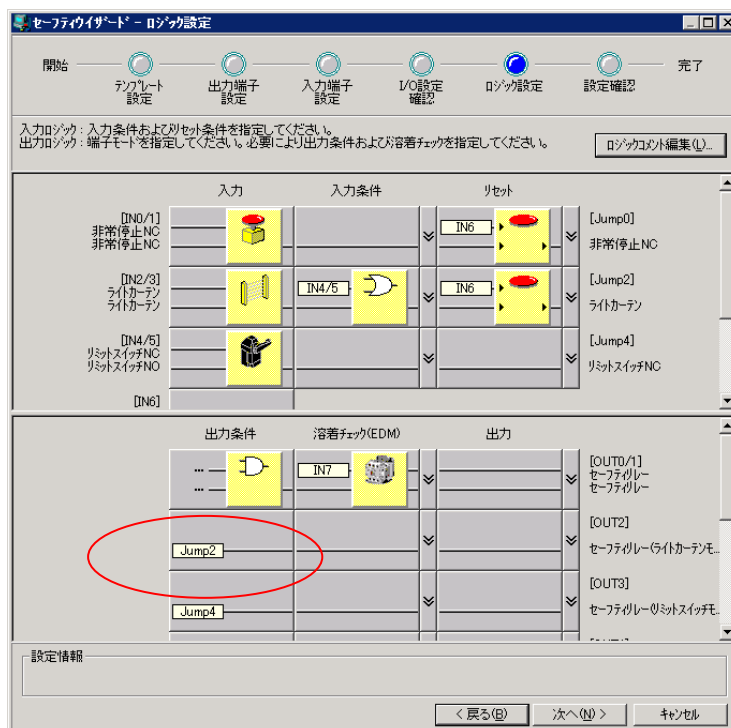 セーフティウィザード - ロジック設定
開始
テンプレート設定
出力端子設定
入力端子設定
I/O設定確認
ロジック設定
設定確認
完了
入力ロジック：入力条件およびリセット条件を指定してください。
出力ロジック：端子モードを指定してください。必要により出力条件および溶着チェックを指定してください。
ロジックコメント編集(L)...
入力
入力条件
リセット
[IN0/1]
非常停止NC
非常停止NC
IN6
[Jump0]
非常停止NC
[IN2/3]
ライトカーテン
ライトカーテン
IN4/5
IN6
[Jump2]
ライトカーテン
[IN4/5]
リミットスイッチNC
リミットスイッチNO
[Jump4]
リミットスイッチNC
[IN6]
出力条件
溶着チェック(EDM)
出力
...
...
IN7
[OUT0/1]
セーフティリレー
セーフティリレー
Jump2
[OUT2]
セーフティリレー(ライトカーテンモ...
Jump4
[OUT3]
セーフティリレー(リミットスイッチモ...
設定情報
< 戻る(B)
次へ(N) >
キャンセル